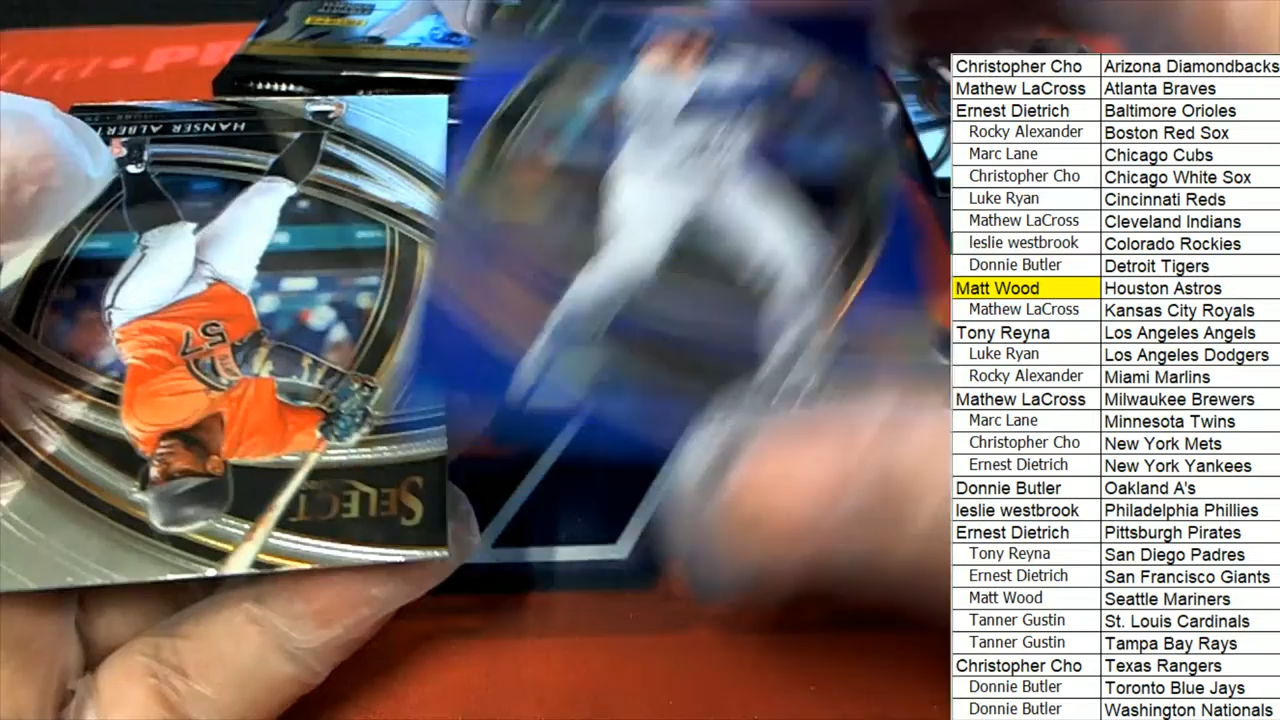 HANSER ALBERT
57
SELECT
Christopher Cho Arizona Diamondbacks
Mathew LaCross Atlanta Braves
Ernest Dietrich Baltimore Orioles
Rocky Alexander Boston Red Sox
Marc Lane Chicago Cubs
Christopher Cho Chicago White Sox
Luke Ryan Cincinnati Reds
Mathew LaCross Cleveland Indians
leslie westbrook Colorado Rockies
Donnie Butler Detroit Tigers
Matt Wood Houston Astros
Mathew LaCross Kansas City Royals
Tony Reyna Los Angeles Angels
Luke Ryan Los Angeles Dodgers
Rocky Alexander Miami Marlins
Mathew LaCross Milwaukee Brewers
Marc Lane Minnesota Twins
Christopher Cho New York Mets
Ernest Dietrich New York Yankees
Donnie Butler Oakland A's
leslie westbrook Philadelphia Phillies
Ernest Dietrich Pittsburgh Pirates
Tony Reyna San Diego Padres
Ernest Dietrich San Francisco Giants
Matt Wood Seattle Mariners
Tanner Gustin St. Louis Cardinals
Tanner Gustin Tampa Bay Rays
Christopher Cho Texas Rangers
Donnie Butler Toronto Blue Jays
Donnie Butler Washington Nationals